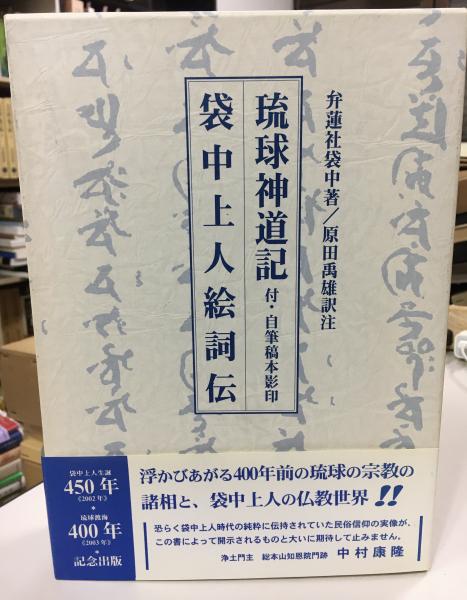 弁蓮社袋中著／原田禹雄訳注
琉球神道記 付・自筆稿本影印
袋中上人絵詞伝
袋中上人生誕
450年
《2002年》
*
琉球渡海
400年
《2003年》
*
記念出版
浮かびあがる400年前の琉球の宗教の
諸相と、袋中上人の仏教世界!!
恐らく袋中上人時代の純粋に伝持されていた民俗信仰の実像が、
この書によって開示されるものと大いに期待して止みません。
浄土門主 総本山知恩院門跡 中村康隆